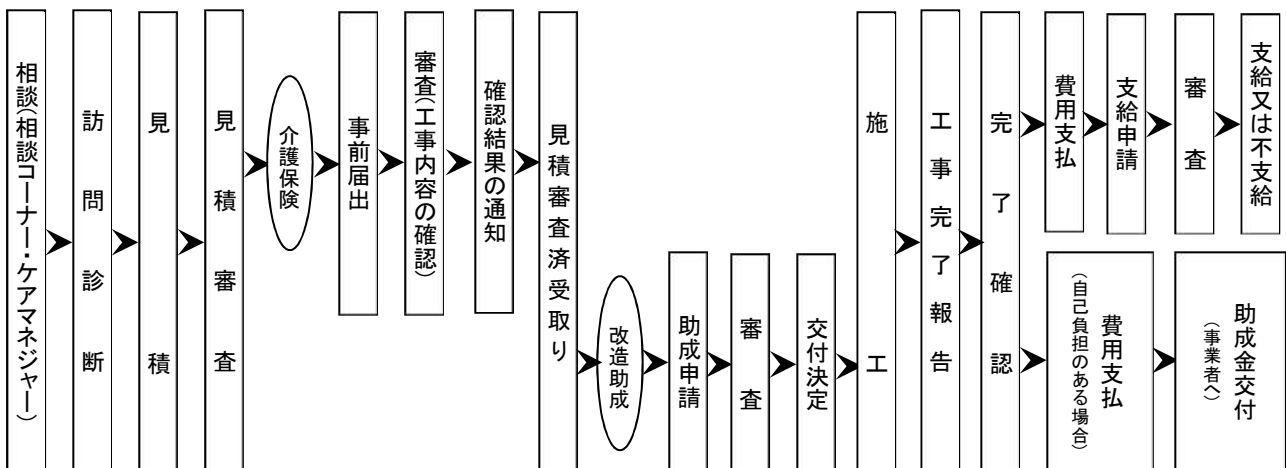 相談(相談コーナー・ケアマネジャー)
訪問診断
見積
見積審査
介護保険
事前届出
審査(工事内容の確認)
確認結果の通知
見積審査済受取り
改造助成
助成申請
審査
交付決定
施工
工事完了報告
完了確認
費用支払
支給申請
審査
支給又は不支給
費用支払
(自己負担のある場合)
助成金交付
(事業者へ)